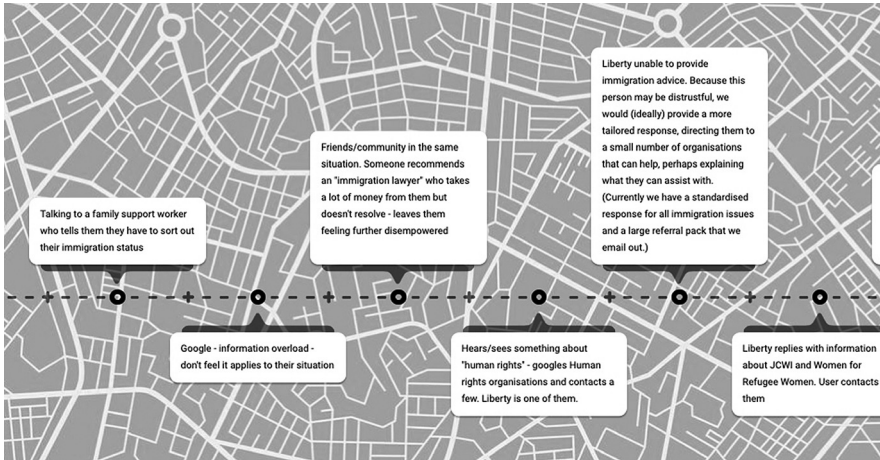 Talking to a family support worker
who tells them they have to sort out
their immigration status
Google - information overload -
don't feel it applies to their situation
Friends/community in the same
situation. Someone recommends
an "immigration lawyer" who takes
a lot of money from them but
doesn't resolve - leaves them
feeling further disempowered
Hears/sees something about
"human rights" - googles Human
rights organisations and contacts a
few. Liberty is one of them.
Liberty unable to provide
immigration advice. Because this
person may be distrustful, we
would (ideally) provide a more
tailored response, directing them to
a small number of organisations
that can help, perhaps explaining
what they can assist with.
(Currently we have a standardised
response for all immigration issues
and a large referral pack that we
email out.)
Liberty replies with information
about JCWI and Women for
Refugee Women. User contacts
them